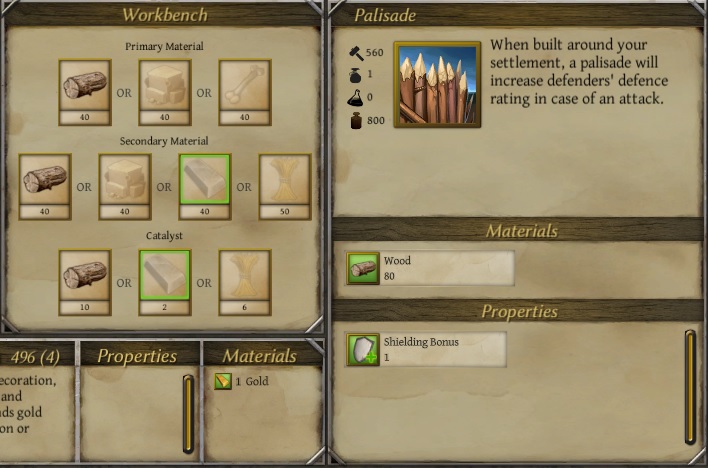 Workbench
Primary Material
OR
OR
40
40
40
Secondary Material
OR
OR
OR
40
40
40
50
Catalyst
OR
OR
10
2
6
496 (4)
ecoration,
and
ds gold
on or
Properties
Materials
1 Gold
Palisade
560
1
0
800
When built around your
settlement, a palisade will
increase defenders' defence
rating in case of an attack.
Materials
Wood
80
Properties
Shielding Bonus
1